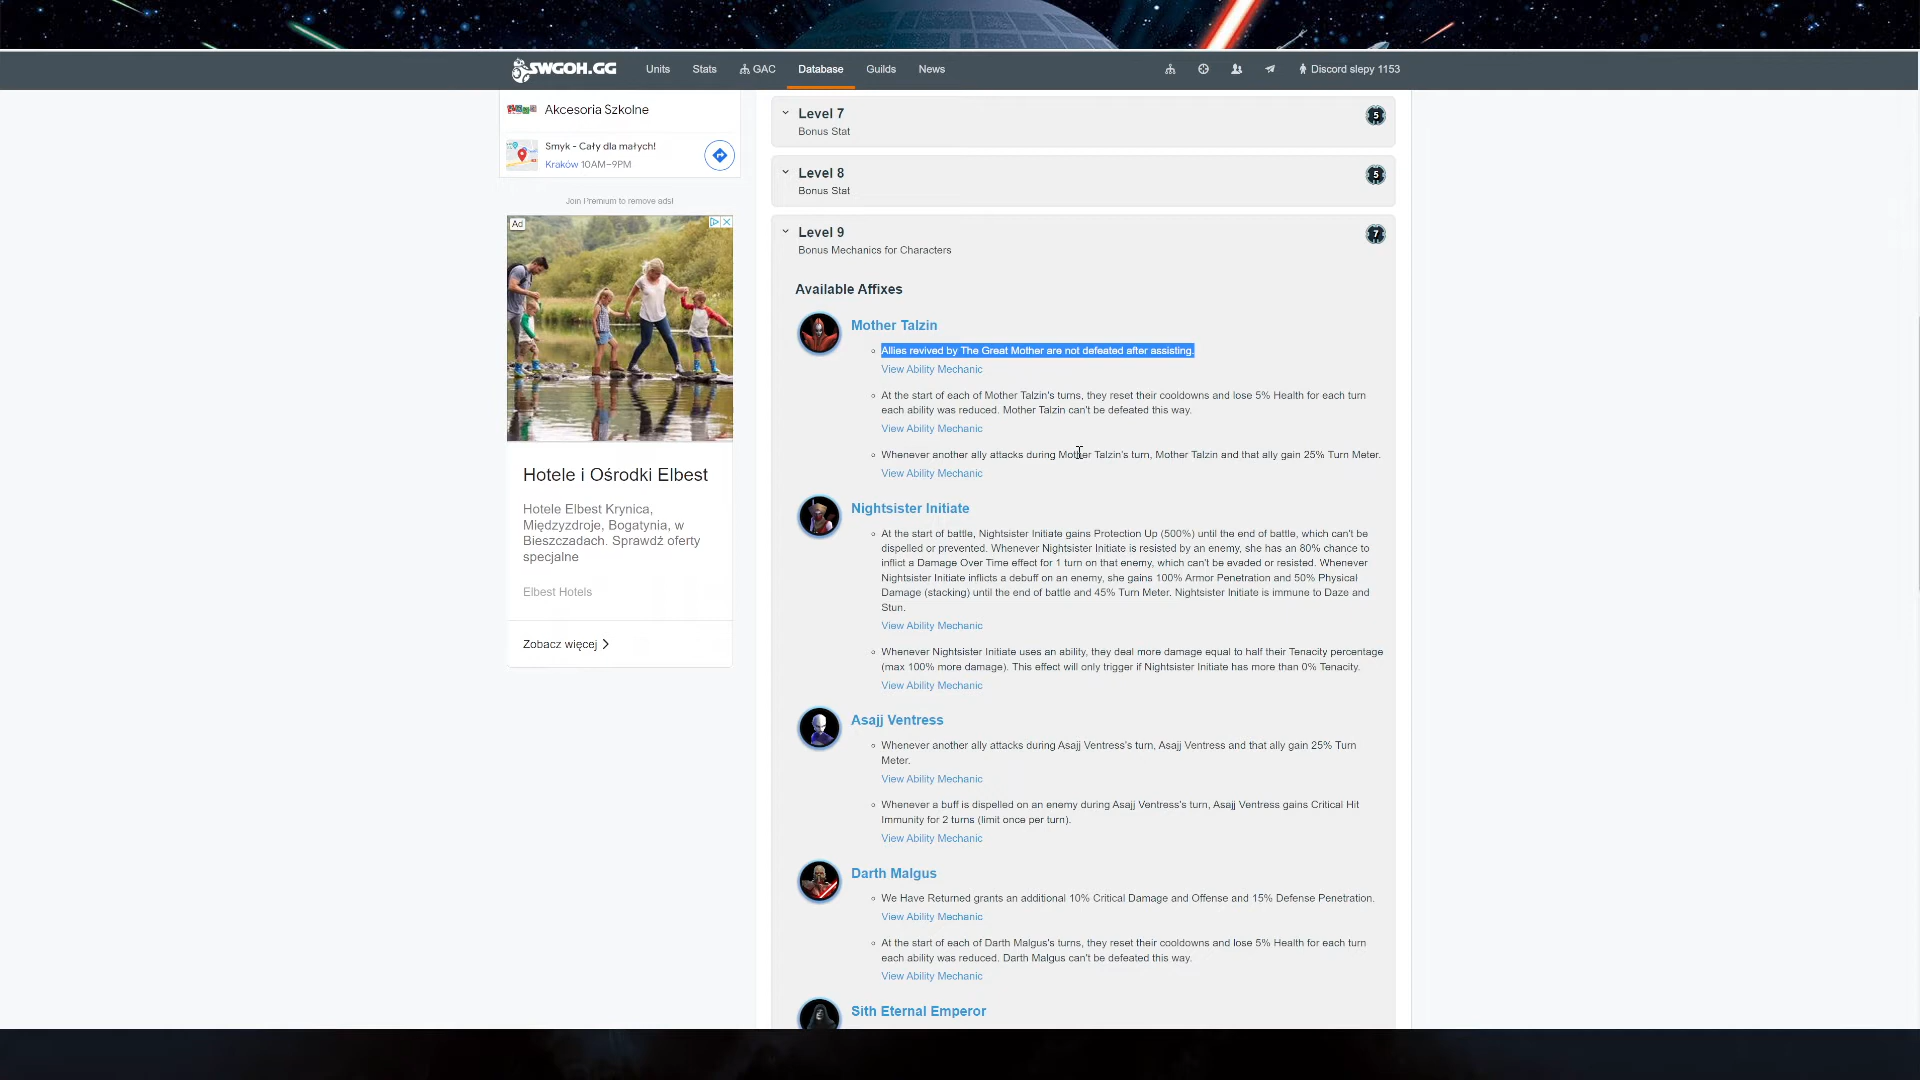 SWGOH.GG
Units
Stats
GAC
Database
Guilds
News
Discord slepy 1153
Akcesoria Szkolne
Smyk - Cały dla małych!
Kraków 10AM–9PM
Join Premium to remove ads!
Ad
Hotele i Ośrodki Elbest
Hotele Elbest Krynica,
Międzyzdroje, Bogatynia, w
Bieszczadach. Sprawdź oferty
specjalne
Elbest Hotels
Zobacz więcej
Level 7
5
Bonus Stat
Level 8
5
Bonus Stat
Level 9
7
Bonus Mechanics for Characters
Available Affixes
Mother Talzin
Allies revived by The Great Mother are not defeated after assisting.
View Ability Mechanic
At the start of each of Mother Talzin's turns, they reset their cooldowns and lose 5% Health for each turn
each ability was reduced. Mother Talzin can't be defeated this way.
View Ability Mechanic
Whenever another ally attacks during Mother Talzin's turn, Mother Talzin and that ally gain 25% Turn Meter.
View Ability Mechanic
Nightsister Initiate
At the start of battle, Nightsister Initiate gains Protection Up (500%) until the end of battle, which can't be
dispelled or prevented. Whenever Nightsister Initiate is resisted by an enemy, she has an 80% chance to
inflict a Damage Over Time effect for 1 turn on that enemy, which can't be evaded or resisted. Whenever
Nightsister Initiate inflicts a debuff on an enemy, she gains 100% Armor Penetration and 50% Physical
Damage (stacking) until the end of battle and 45% Turn Meter. Nightsister Initiate is immune to Daze and
Stun.
View Ability Mechanic
Whenever Nightsister Initiate uses an ability, they deal more damage equal to half their Tenacity percentage
(max 100% more damage). This effect will only trigger if Nightsister Initiate has more than 0% Tenacity.
View Ability Mechanic
Asajj Ventress
Whenever another ally attacks during Asajj Ventress's turn, Asajj Ventress and that ally gain 25% Turn
Meter.
View Ability Mechanic
Whenever a buff is dispelled on an enemy during Asajj Ventress's turn, Asajj Ventress gains Critical Hit
Immunity for 2 turns (limit once per turn).
View Ability Mechanic
Darth Malgus
We Have Returned grants an additional 10% Critical Damage and Offense and 15% Defense Penetration.
View Ability Mechanic
At the start of each of Darth Malgus's turns, they reset their cooldowns and lose 5% Health for each turn
each ability was reduced. Darth Malgus can't be defeated this way.
View Ability Mechanic
Sith Eternal Emperor